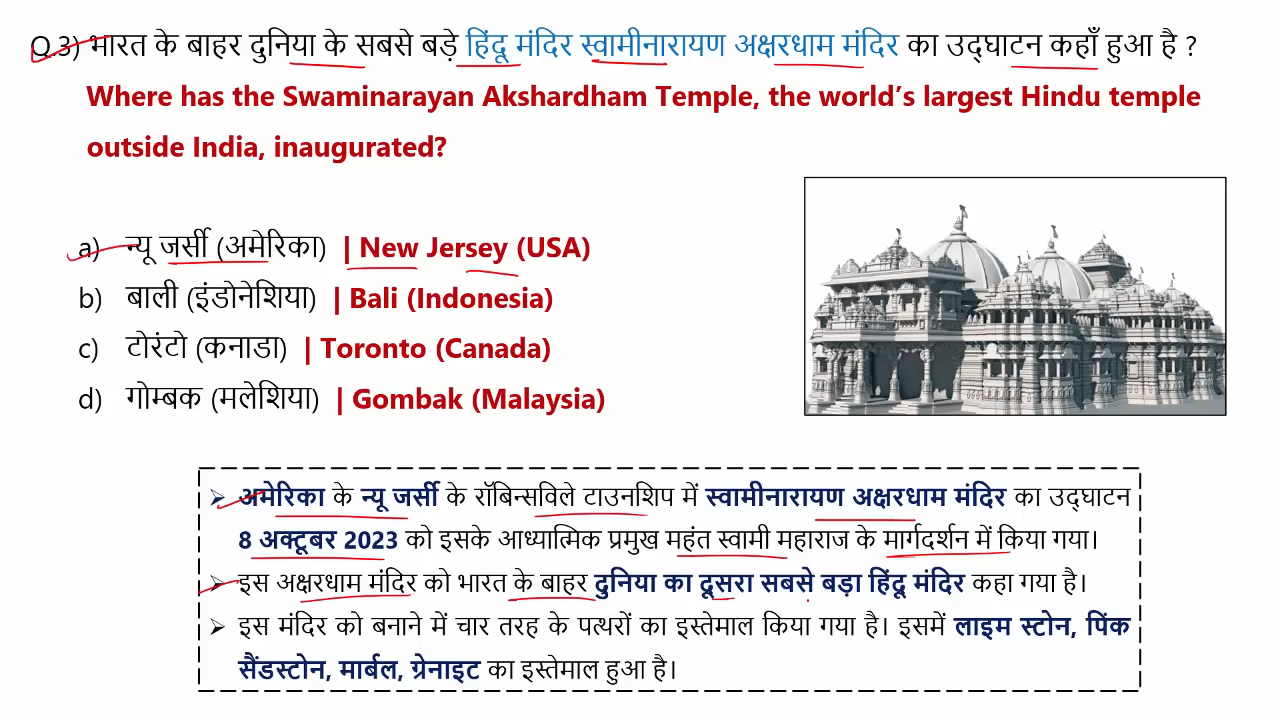 Q.3) भारत के बाहर दुनिया के सबसे बड़े हिंदू मंदिर स्वामीनारायण अक्षरधाम मंदिर का उद्घाटन कहाँ हुआ है ?
Where has the Swaminarayan Akshardham Temple, the world’s largest Hindu temple
outside India, inaugurated?
a) न्यू जर्सी (अमेरिका) | New Jersey (USA)
b) बाली (इंडोनेशिया) | Bali (Indonesia)
c) टोरंटो (कनाडा) | Toronto (Canada)
d) गोम्बक (मलेशिया) | Gombak (Malaysia)
➢ अमेरिका के न्यू जर्सी के रॉबिन्सविले टाउनशिप में स्वामीनारायण अक्षरधाम मंदिर का उद्घाटन
8 अक्टूबर 2023 को इसके आध्यात्मिक प्रमुख महंत स्वामी महाराज के मार्गदर्शन में किया गया।
➢ इस अक्षरधाम मंदिर को भारत के बाहर दुनिया का दूसरा सबसे बड़ा हिंदू मंदिर कहा गया है।
➢ इस मंदिर को बनाने में चार तरह के पत्थरों का इस्तेमाल किया गया है। इसमें लाइम स्टोन, पिंक
सैंडस्टोन, मार्बल, ग्रेनाइट का इस्तेमाल हुआ है।